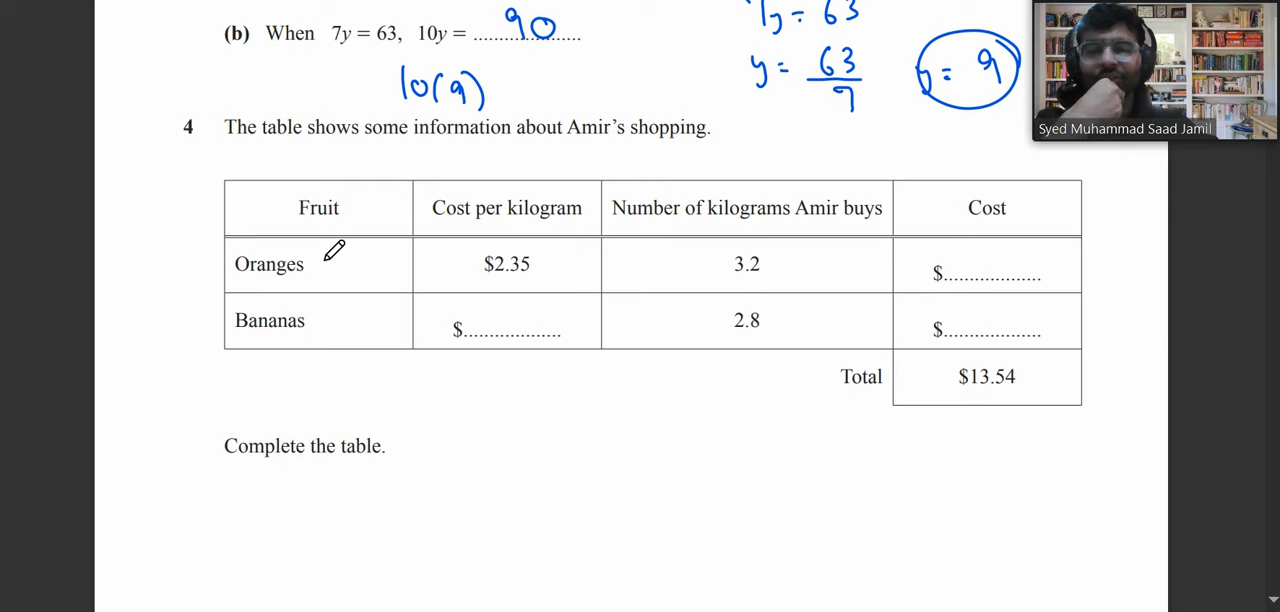 (b) When 7y = 63, 10y = ..................... 90
7y = 63
y = 63/7
y = 9
10(9)
4 The table shows some information about Amir's shopping.
Fruit Cost per kilogram Number of kilograms Amir buys Cost
Oranges $2.35 3.2 $...................
Bananas $................... 2.8 $...................
Total $13.54
Complete the table.
Syed Muhammad Saad Jamil